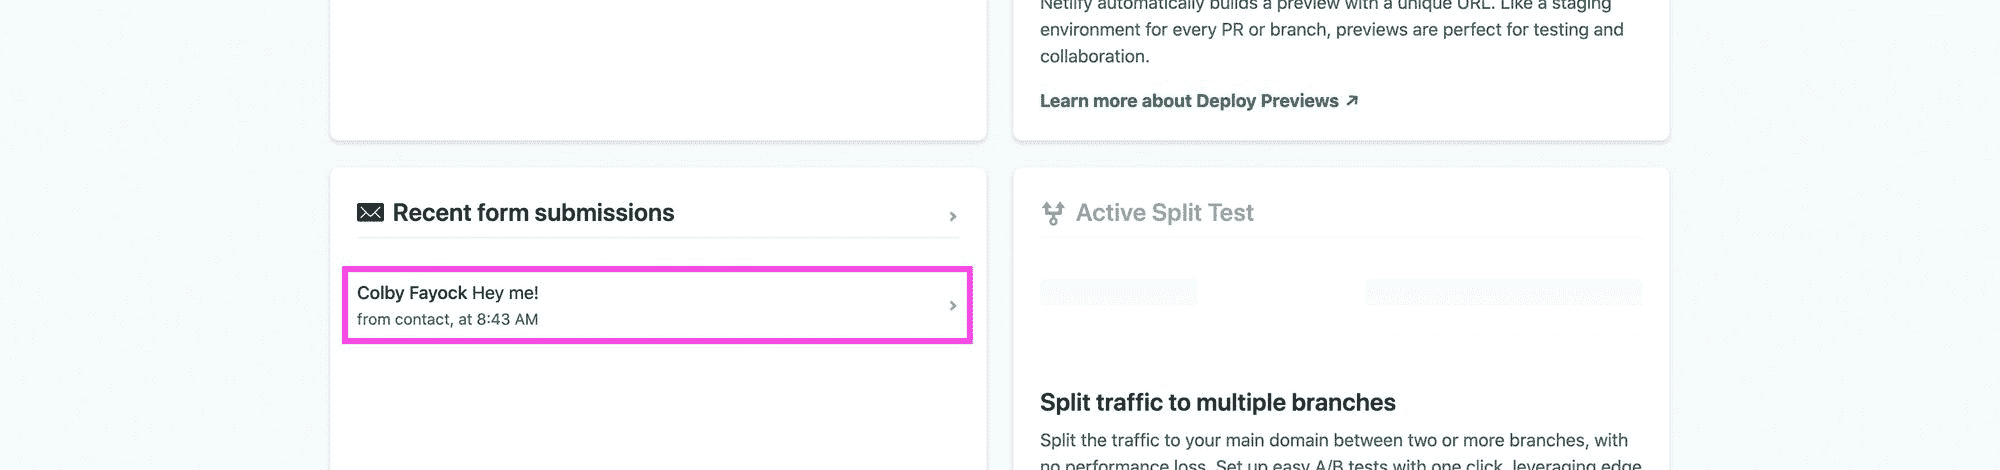 Netlify automatically builds a preview with a unique URL. Like a staging
environment for every PR or branch, previews are perfect for testing and
collaboration.
Learn more about Deploy Previews ↗
Recent form submissions
Colby Fayock Hey me!
from contact, at 8:43 AM
Active Split Test
Split traffic to multiple branches
Split the traffic to your main domain between two or more branches, with
no performance loss. Set up easy A/B tests with one click, leveraging edge